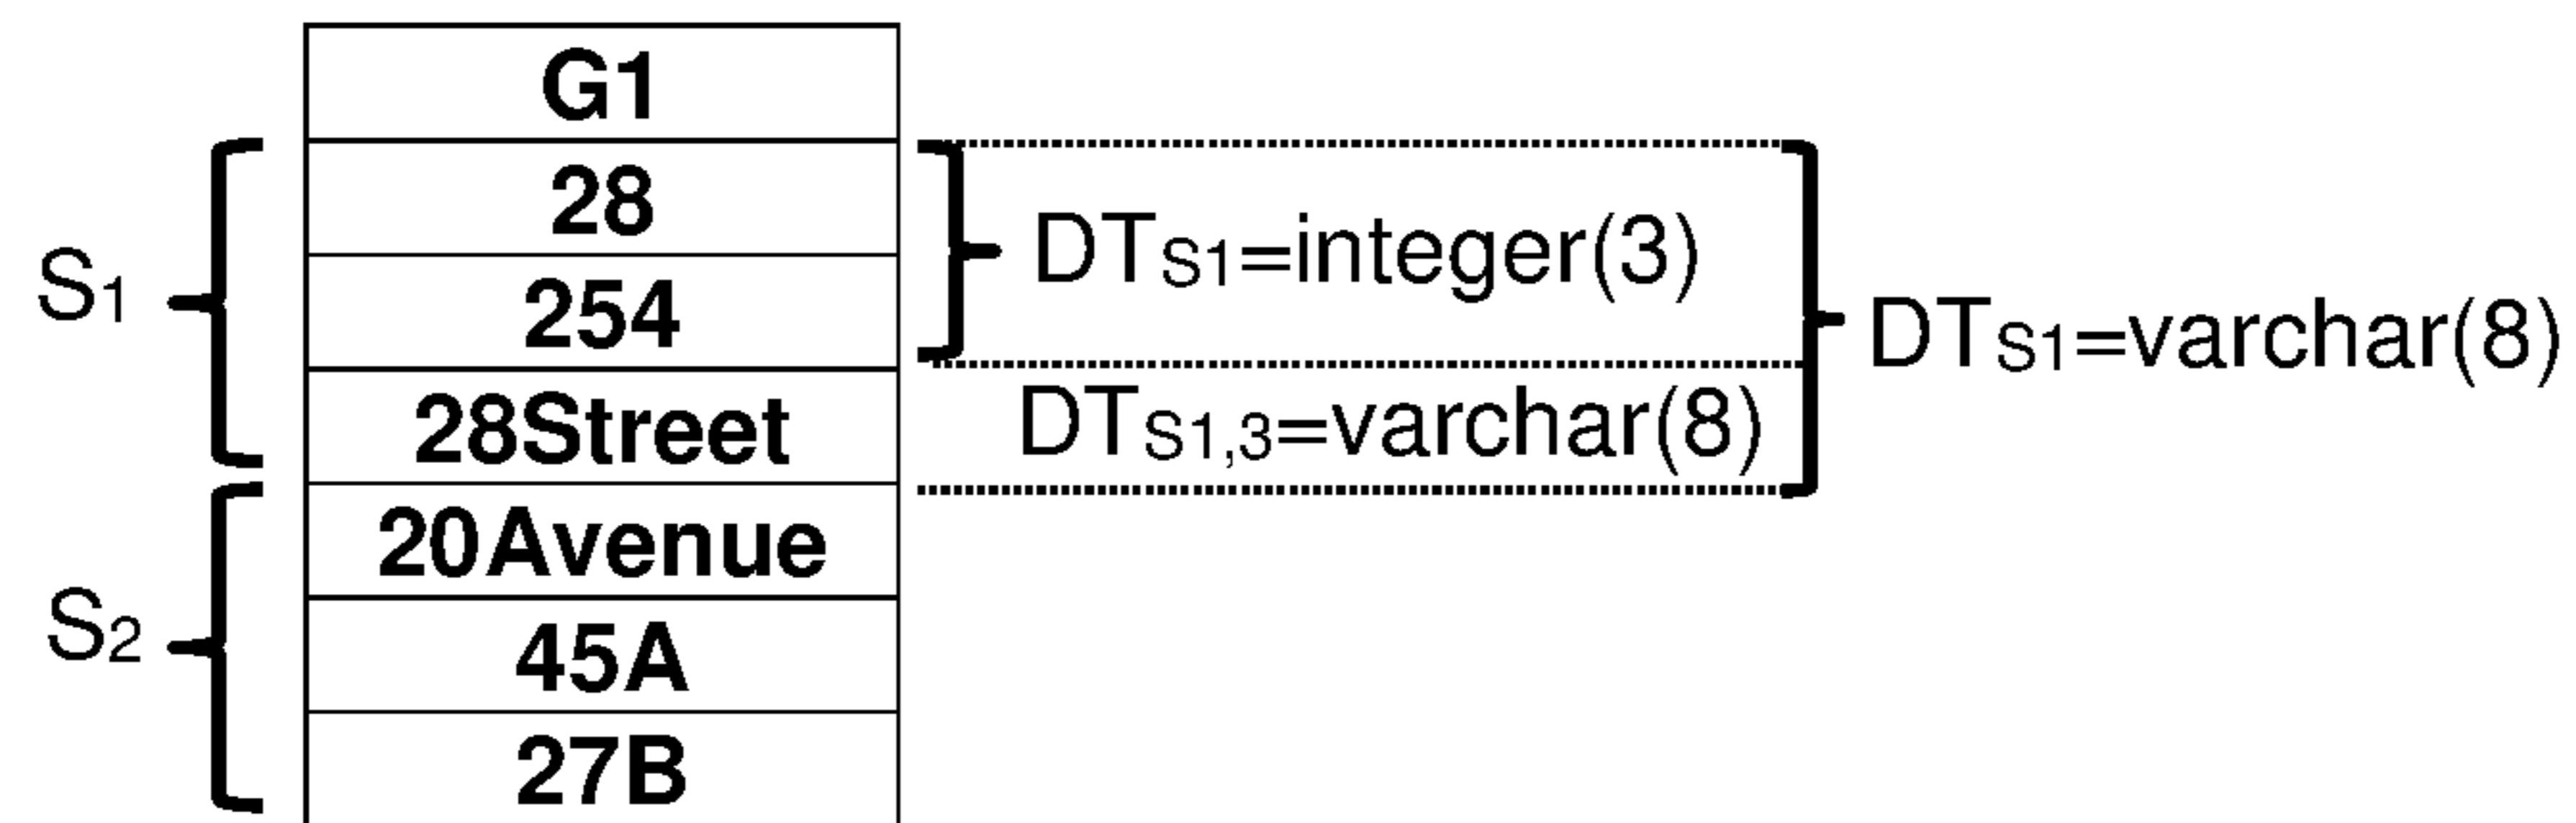 G1
28
254
28Street
20Avenue
45A
27B
S1
S2
DTS1=integer(3)
DTS1,3=varchar(8)
DTS1=varchar(8)